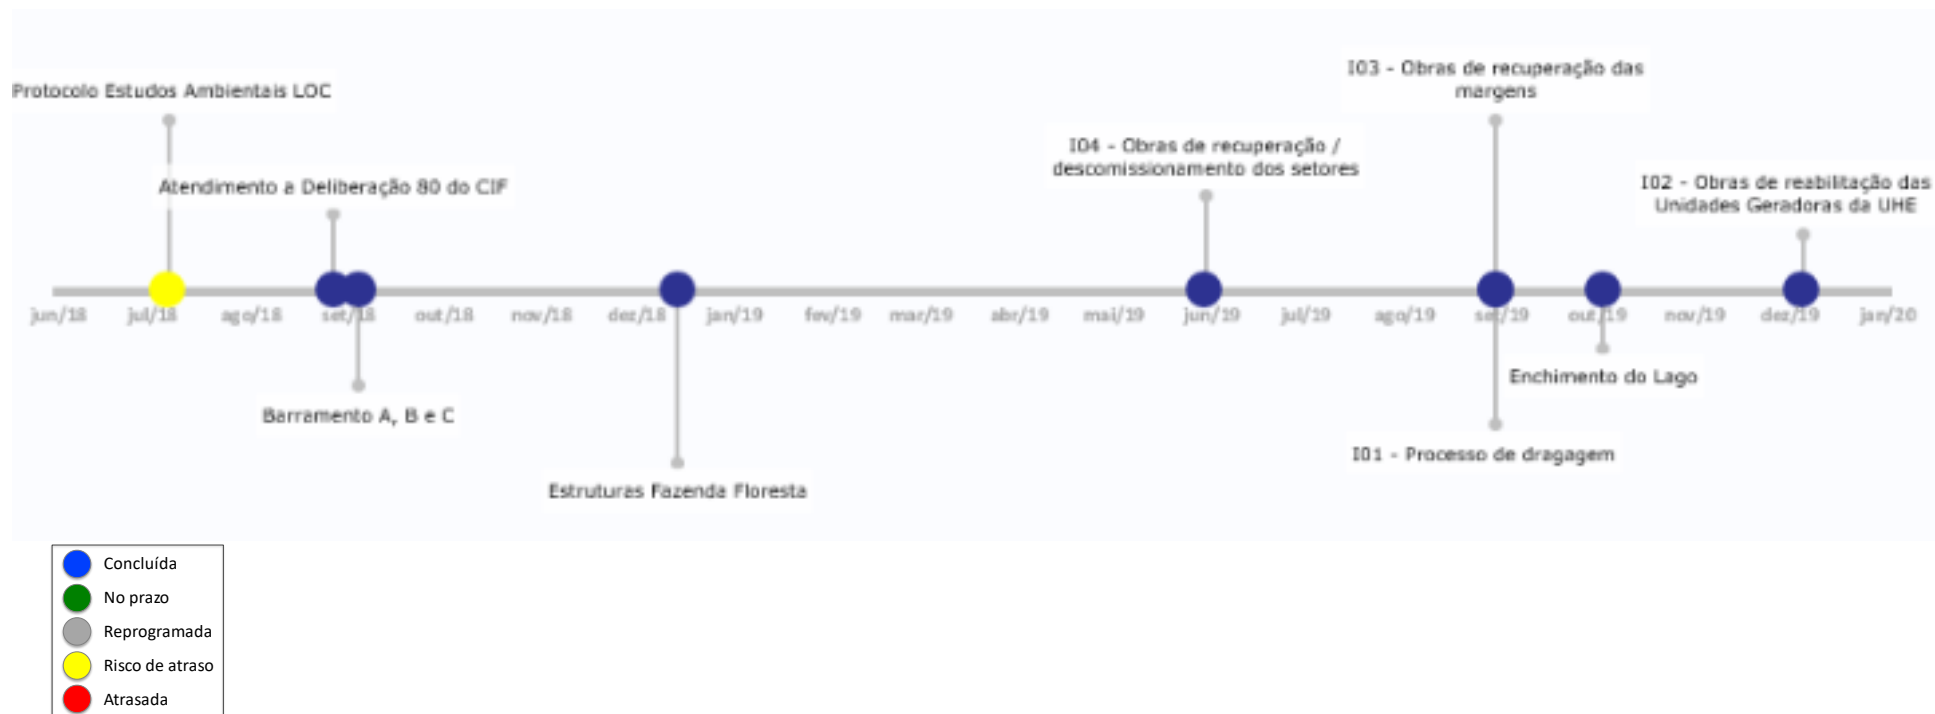 I03 - Obras de recuperação das
margens
Protocolo Estudos Ambientais LOC
I04 - Obras de recuperação /
descomissionamento dos setores
Atendimento a Deliberação 80 do CIF
I02 - Obras de reabilitação das
Unidades Geradoras da UHE
jun/18 jul/18 ago/18 set/18 out/18 nov/18 dez/18 jan/19 fev/19 mar/19 abr/19 mai/19 jun/19 jul/19 ago/19 set/19 out/19 nov/19 dez/19 jan/20
Enchimento do Lago
Barramento A, B e C
I01 - Processo de dragagem
Estruturas Fazenda Floresta
Concluída
No prazo
Reprogramada
Risco de atraso
Atrasada